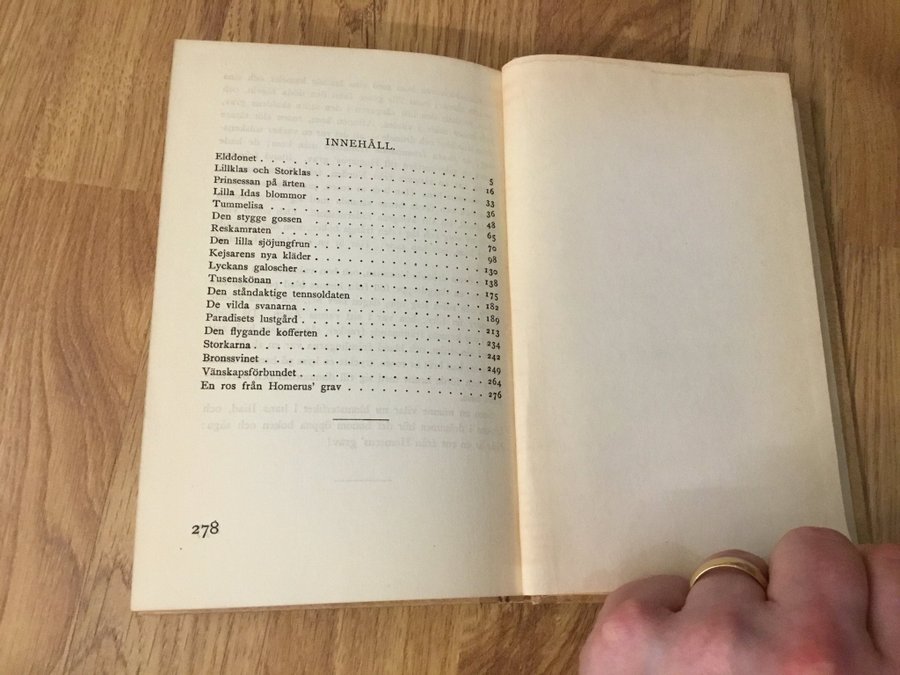 INNEHÅLL.
Elddonet . . . . . . . . . . . . . . . . 5
Lillklas och Storklas . . . . . . . . . . . . 16
Prinsessan på ärten . . . . . . . . . . . . 33
Lilla Idas blommor . . . . . . . . . . . . 36
Tummelisa . . . . . . . . . . . . . . . 48
Den stygge gossen . . . . . . . . . . . . 65
Reskamraten . . . . . . . . . . . . . . 70
Den lilla sjöjungfrun . . . . . . . . . . . . 98
Kejsarens nya kläder . . . . . . . . . . . . 130
Lyckans galoscher . . . . . . . . . . . . 138
Tusenskönan . . . . . . . . . . . . . . 175
Den ståndaktige tennsoldaten . . . . . . . . . 182
De vilda svanarna . . . . . . . . . . . . 189
Paradisets lustgård . . . . . . . . . . . . 213
Den flygande kofferten . . . . . . . . . . . 234
Storkarna . . . . . . . . . . . . . . . 242
Bronssvinet . . . . . . . . . . . . . . 249
Vänskapsförbundet . . . . . . . . . . . . 264
En ros från Homerus' grav . . . . . . . . . . 276
278